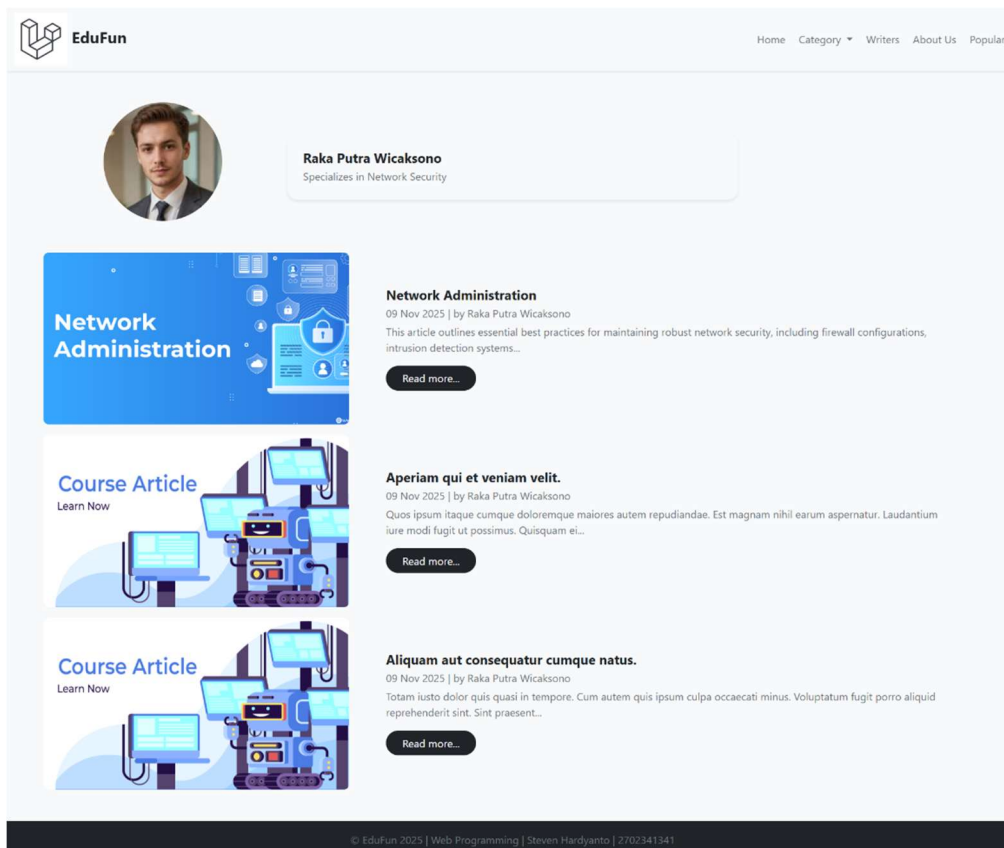 EduFun
Home Category Writers About Us Popular
Raka Putra Wicaksono
Specializes in Network Security
Network
Administration
Network Administration
09 Nov 2025 | by Raka Putra Wicaksono
This article outlines essential best practices for maintaining robust network security, including firewall configurations,
intrusion detection systems...
Read more...
Course Article
Learn Now
Aperiam qui et veniam velit.
09 Nov 2025 | by Raka Putra Wicaksono
Quos ipsum itaque cumque doloremque maiores autem repudiandae. Est magnam nihil earum aspernatur. Laudantium
iure modi fugit ut possimus. Quisquam ei...
Read more...
Course Article
Learn Now
Aliquam aut consequatur cumque natus.
09 Nov 2025 | by Raka Putra Wicaksono
Totam iusto dolor quis quasi in tempore. Cum autem quis ipsum culpa occaecati minus. Voluptatum fugit porro aliquid
reprehenderit sint. Sint praesent...
Read more...
© EduFun 2025 | Web Programming | Steven Hardyanto | 2702341341